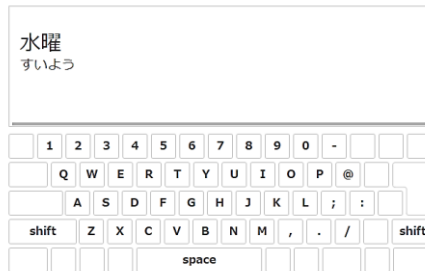 水曜
すいよう
1 2 3 4 5 6 7 8 9 0 -
Q W E R T Y U I O P @
A S D F G H J K L ; :
shift Z X C V B N M , . / shift
space